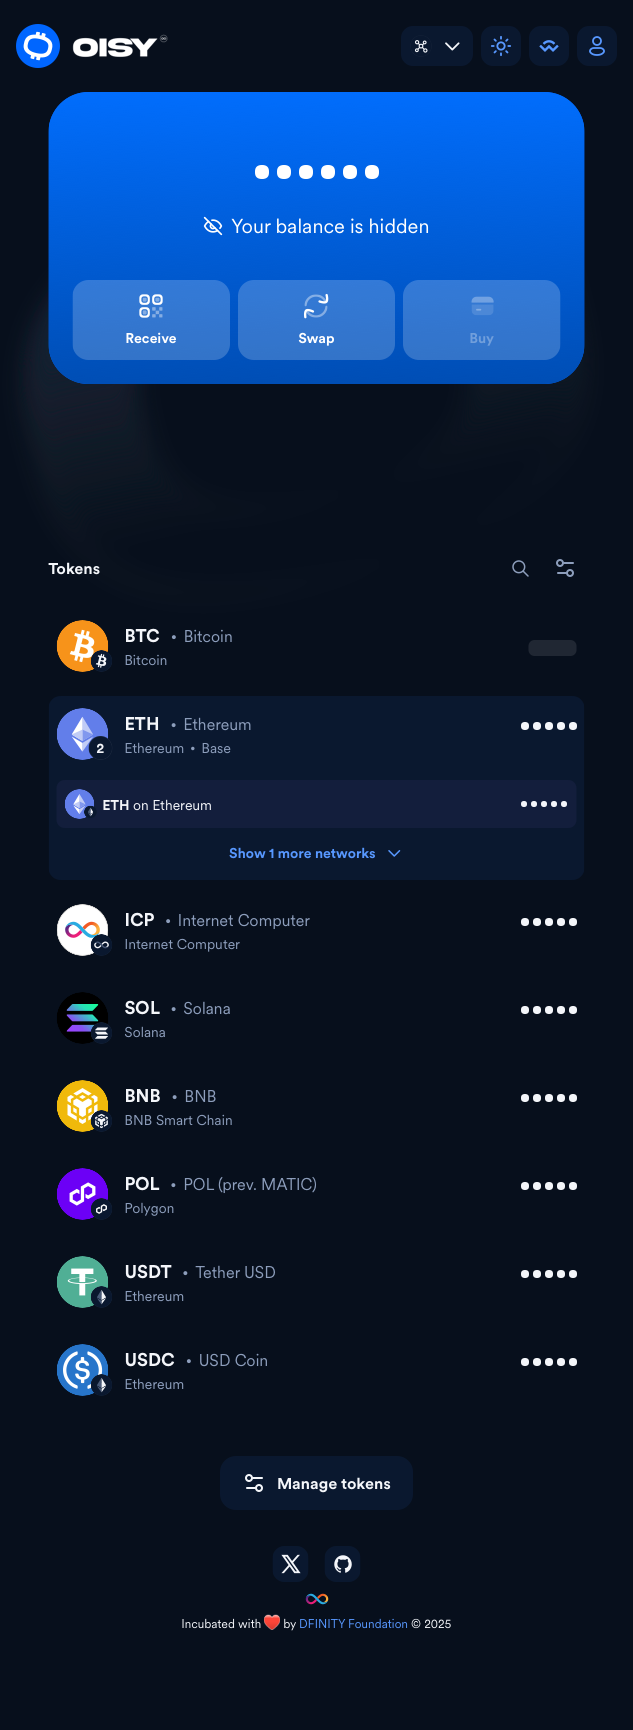 OISY
Your balance is hidden
Receive
Swap
Buy
Tokens
BTC • Bitcoin
Bitcoin
ETH • Ethereum
2
Ethereum • Base
ETH on Ethereum
Show 1 more networks
ICP • Internet Computer
Internet Computer
SOL • Solana
Solana
BNB • BNB
BNB Smart Chain
POL • POL (prev. MATIC)
Polygon
USDT • Tether USD
Ethereum
USDC • USD Coin
Ethereum
Manage tokens
Incubated with ❤️ by DFINITY Foundation © 2025